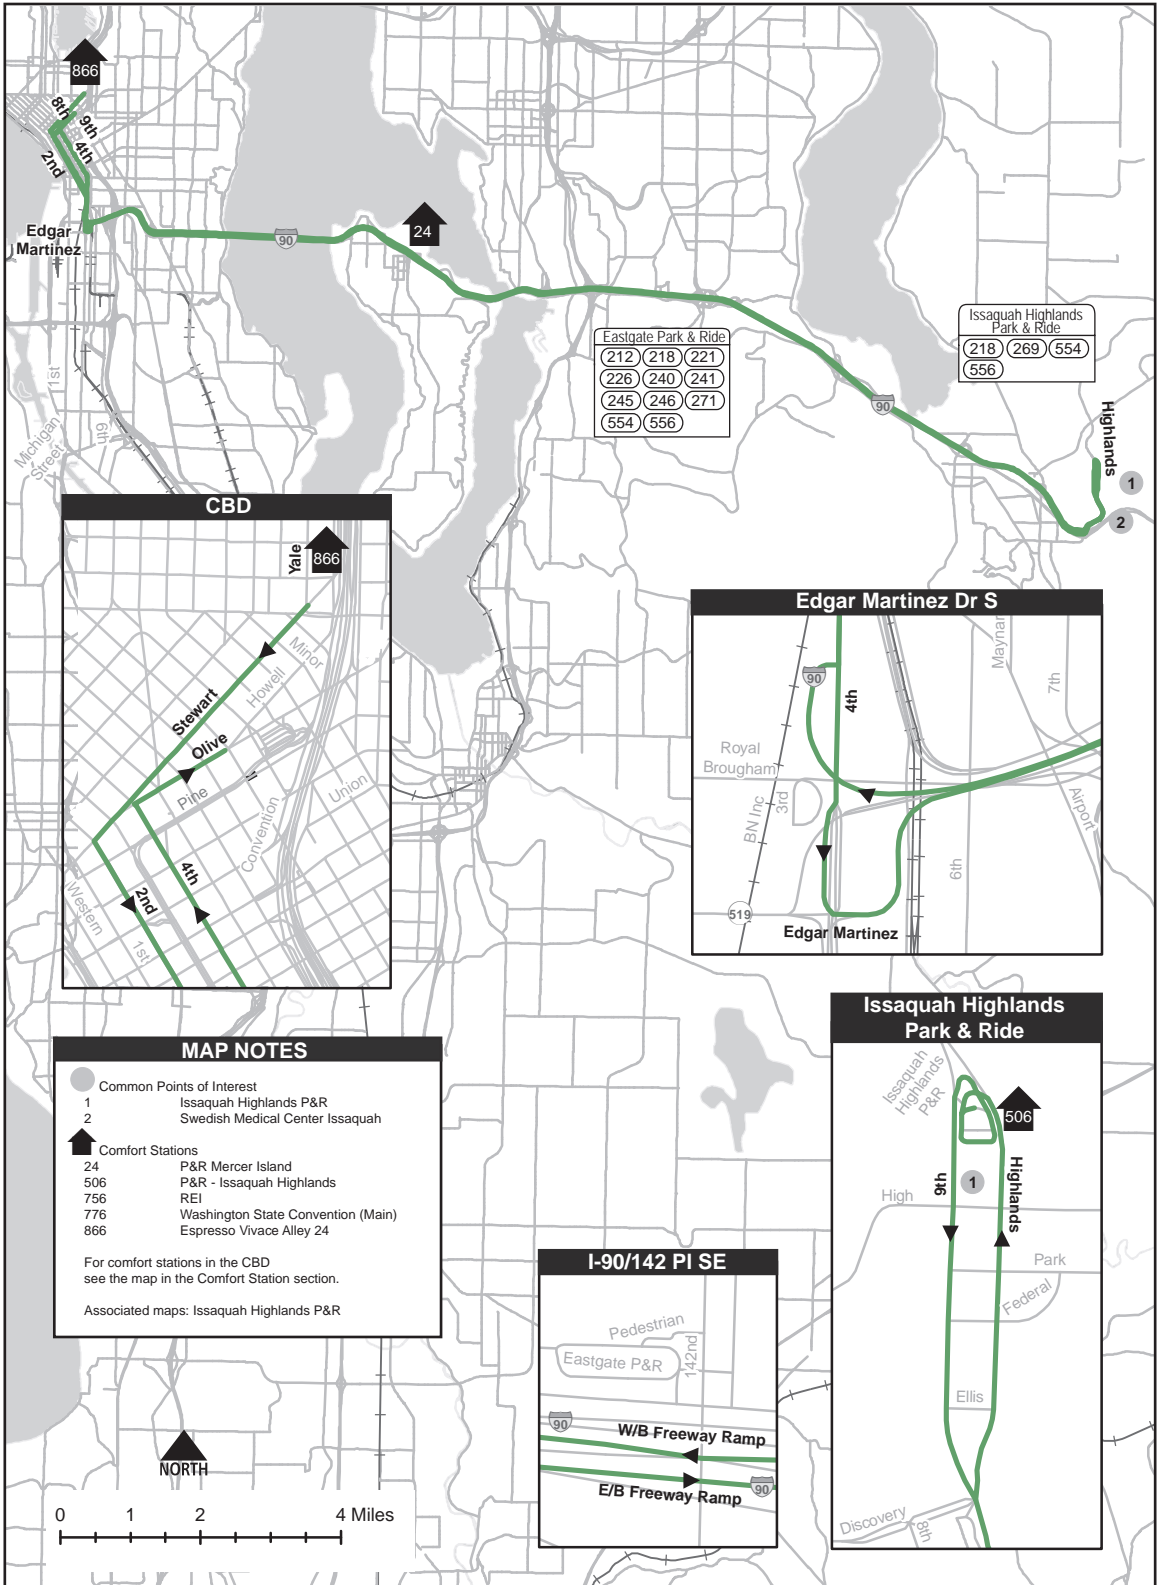 866
8th
9th
4th
2nd
Edgar
Martinez
90
24
Eastgate Park & Ride
212 218 221
226 240 241
245 246 271
554 556
Issaquah Highlands
Park & Ride
218 269 554
556
90
Highlands
1
2
1st
6th
Michigan
Street
CBD
Yale
866
Minor
Howell
Stewart
Olive
Pine
Union
Convention
4th
2nd
Western
1st
Edgar Martinez Dr S
90
4th
Maynar
7th
Royal
Brougham
3rd
BN Inc
Airport
6th
519
Edgar Martinez
MAP NOTES
Common Points of Interest
1 Issaquah Highlands P&R
2 Swedish Medical Center Issaquah
Comfort Stations
24 P&R Mercer Island
506 P&R - Issaquah Highlands
756 REI
776 Washington State Convention (Main)
866 Espresso Vivace Alley 24
For comfort stations in the CBD
see the map in the Comfort Station section.
Associated maps: Issaquah Highlands P&R
Issaquah Highlands
Park & Ride
Issaquah
Highlands
P&R
506
9th
1
Highlands
High
Park
Federal
Ellis
Discovery
8th
I-90/142 Pl SE
Pedestrian
142nd
Eastgate P&R
90
W/B Freeway Ramp
E/B Freeway Ramp
90
NORTH
0 1 2 4 Miles